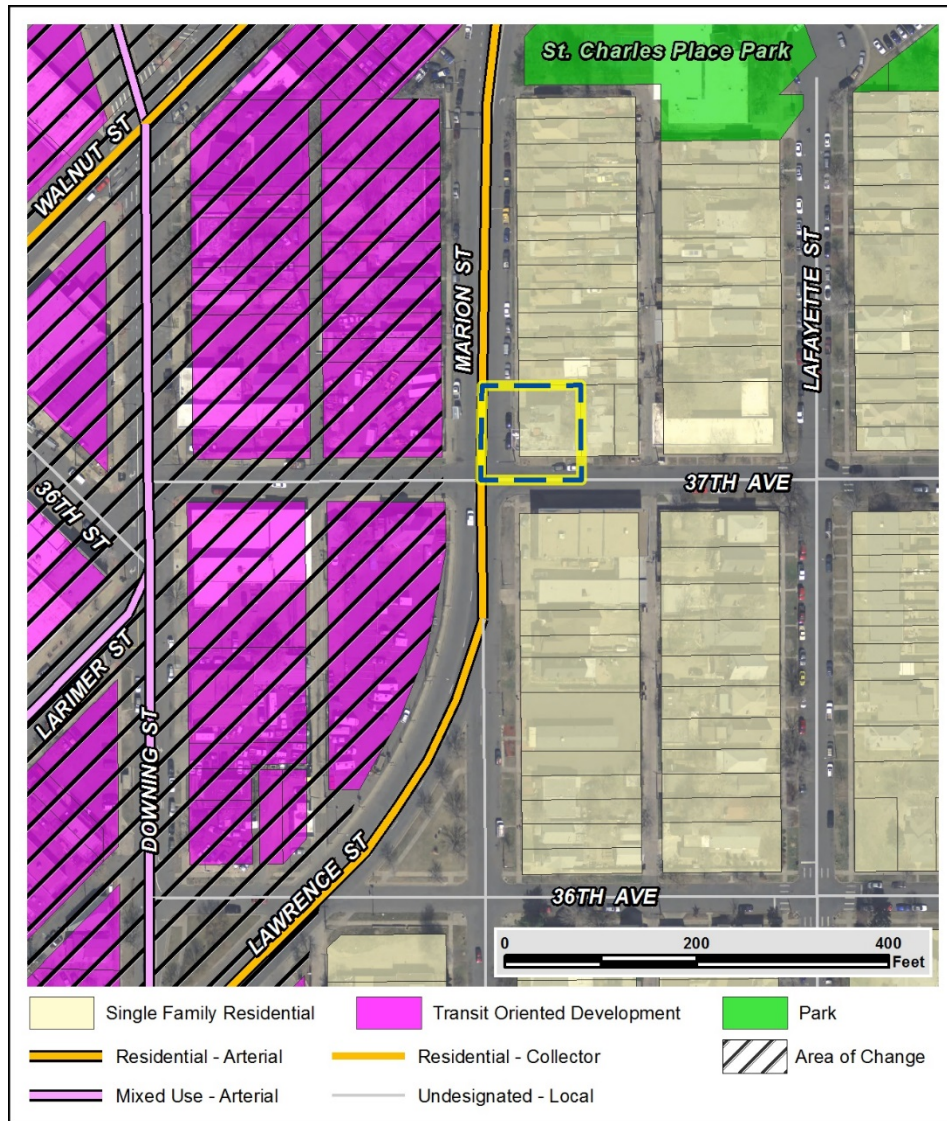 St. Charles Place Park
WALNUT ST
MARION ST
LAFAYETTE ST
37TH AVE
36TH ST
LARIMER ST
DOWNING ST
LAWRENCE ST
36TH AVE
0 200 400
Feet
Single Family Residential Transit Oriented Development Park
Residential - Arterial Residential - Collector Area of Change
Mixed Use - Arterial Undesignated - Local